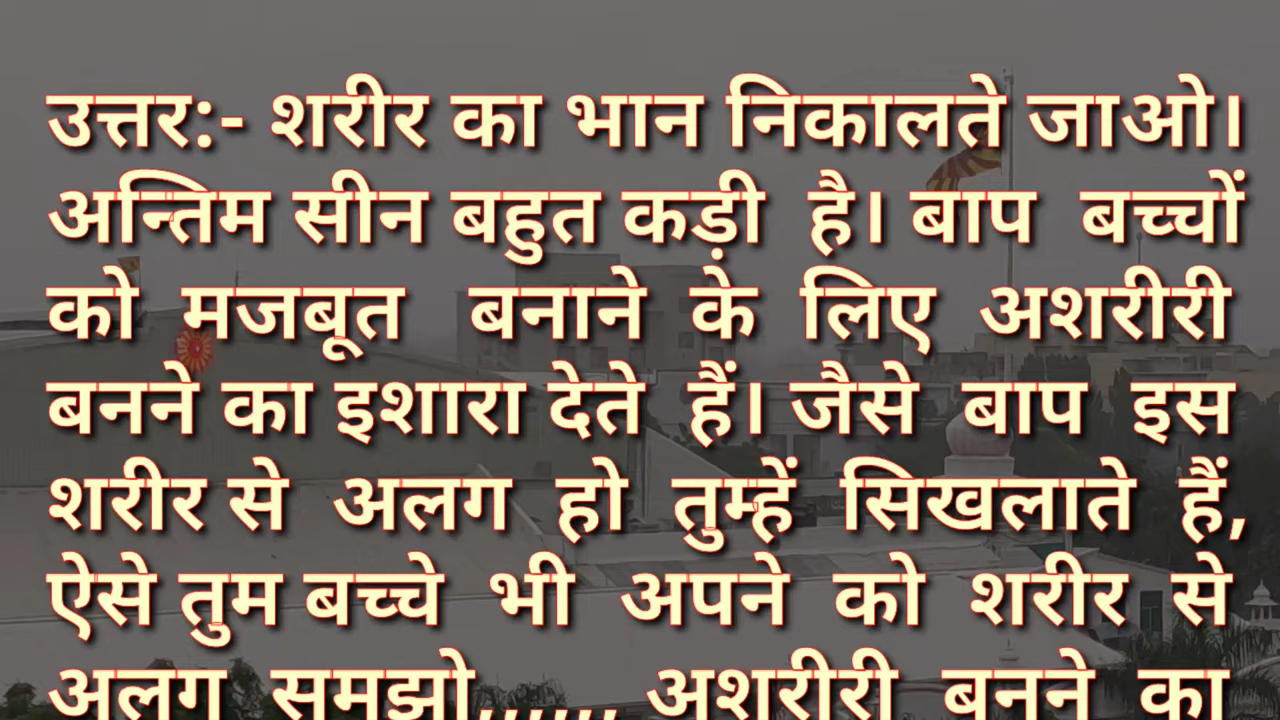 उत्तर:- शरीर का भान निकालते जाओ।
अन्तिम सीन बहुत कड़ी है। बाप बच्चों
को मजबूत बनाने के लिए अशरीरी
बनने का इशारा देते हैं। जैसे बाप इस
शरीर से अलग हो तुम्हें सिखलाते हैं,
ऐसे तुम बच्चे भी अपने को शरीर से
अलग समझो,,,,,, अशरीरी बनने का